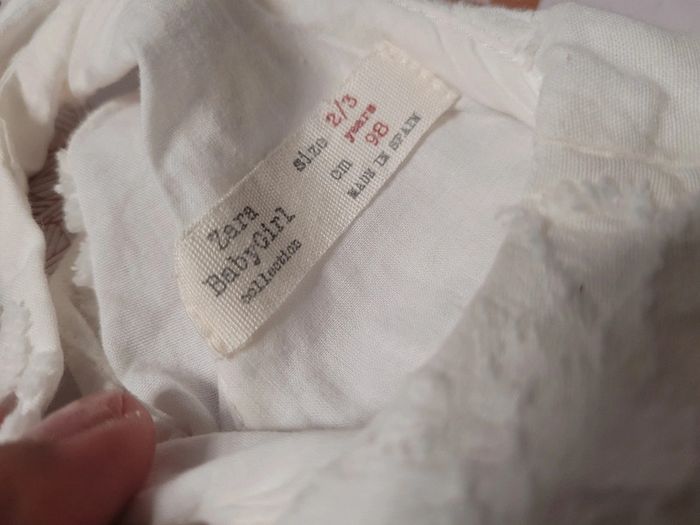 Zara
BabyGirl
collection
size 2/3
years
cm 98
MADE IN SPAIN